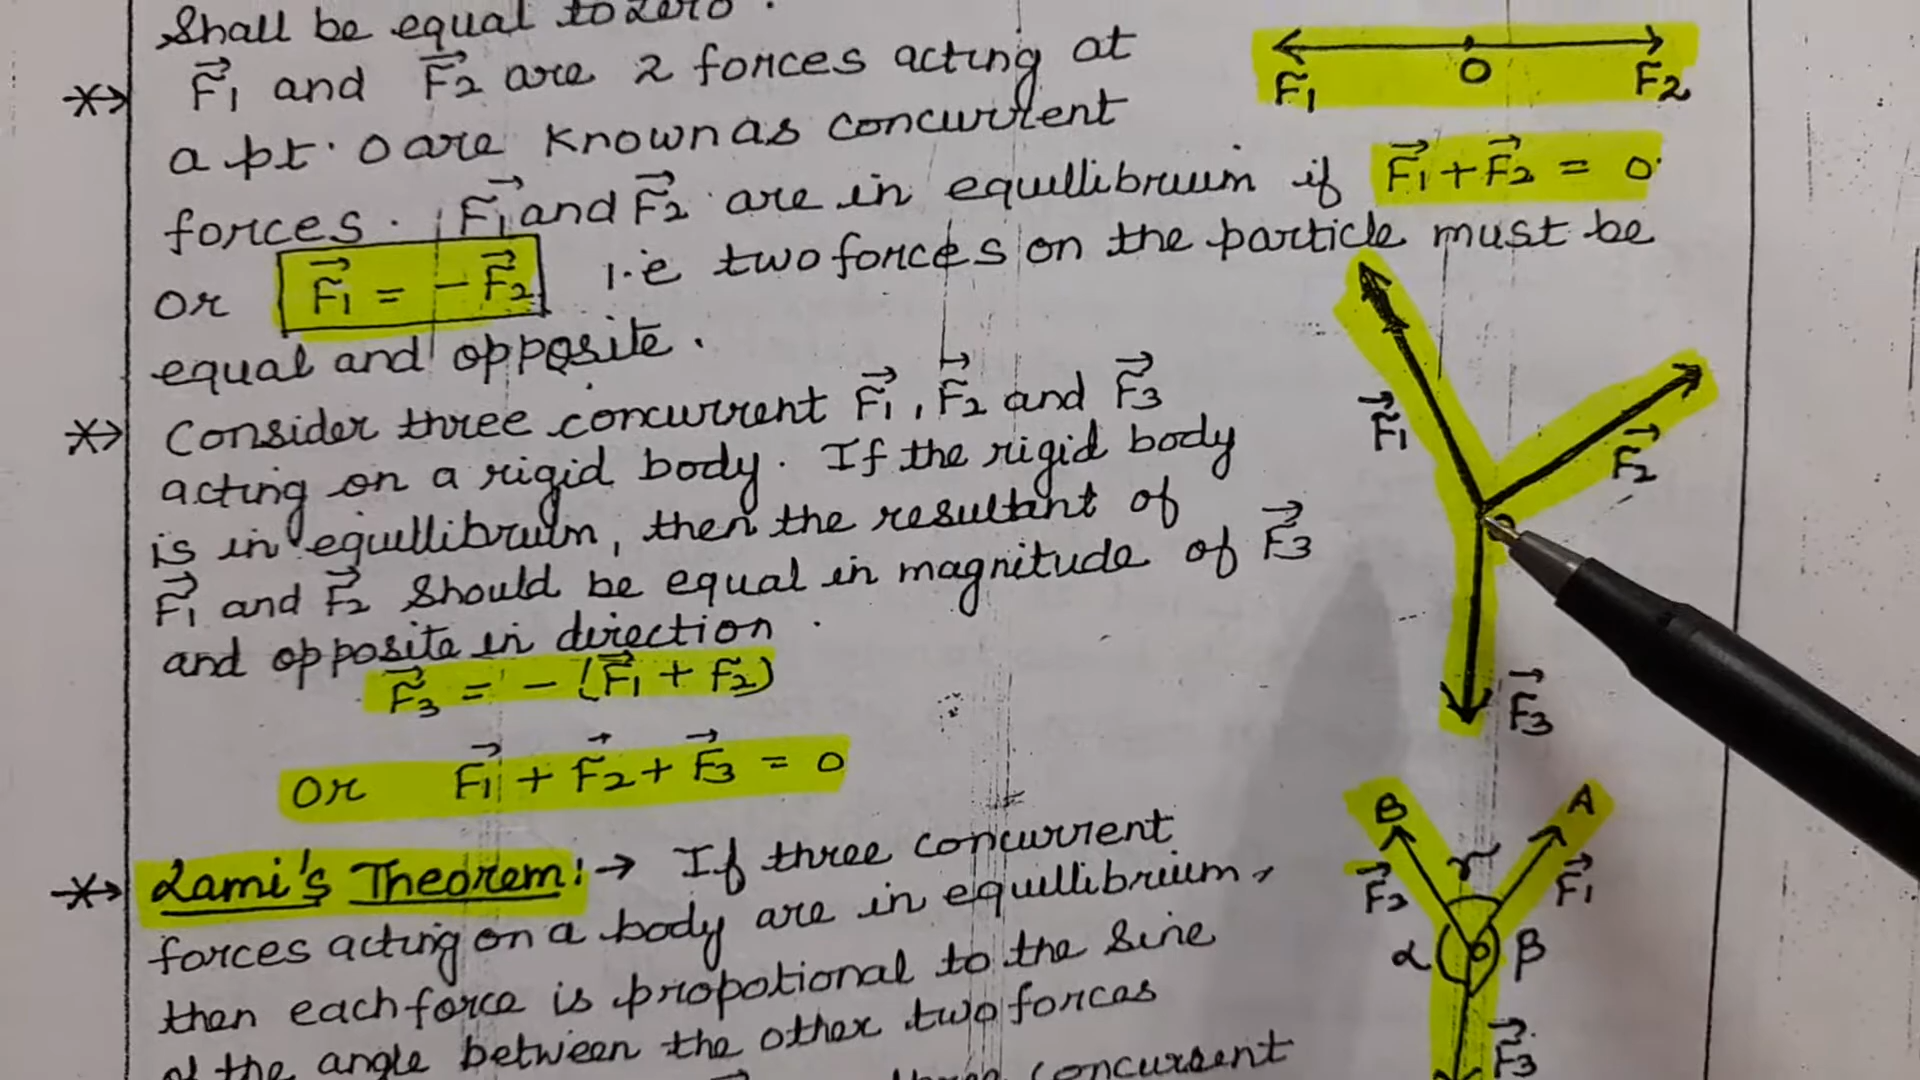 Shall be equal to zero.
F⃗1 and F⃗2 are 2 forces acting at
a pt. O are known as concurrent
forces. F⃗1 and F⃗2 are in equillibruim if F⃗1 + F⃗2 = 0
or F⃗1 = - F⃗2 i.e two forces on the particle must be
equal and opposite.
F⃗1 O F⃗2
Consider three concurrent F⃗1, F⃗2 and F⃗3
acting on a rigid body. If the rigid body
is in equillibruim, then the resultant of
F⃗1 and F⃗2 should be equal in magnitude of F⃗3
and opposite in direction
F⃗3 = - (F⃗1 + F⃗2)
or F⃗1 + F⃗2 + F⃗3 = 0
F⃗1
F⃗2
F⃗3
Lami's Theorem:→ If three concurrent
forces acting on a body are in equillibrium,
then each force is propotional to the Sine
of the angle between the other two forces
concurrent
B A
F⃗2 γ F⃗1
α O β
F⃗3